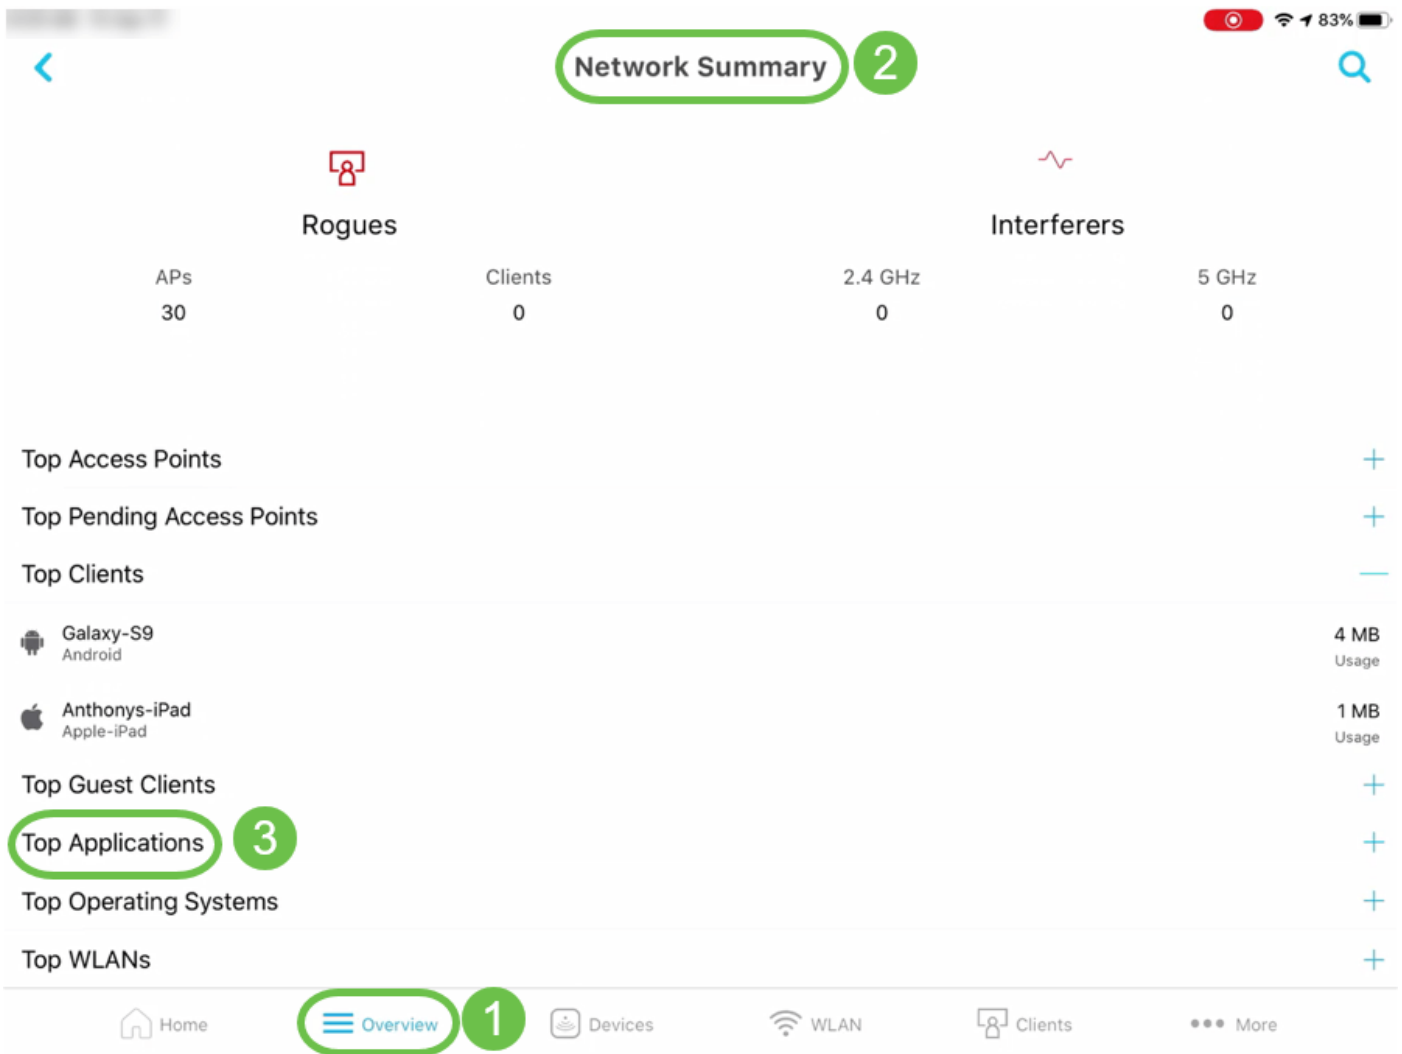 83%
Network Summary 2
Rogues Interferers
APs Clients 2.4 GHz 5 GHz
30 0 0 0
Top Access Points
Top Pending Access Points
Top Clients
Galaxy-S9 4 MB
Android Usage
Anthonys-iPad 1 MB
Apple-iPad Usage
Top Guest Clients
Top Applications 3
Top Operating Systems
Top WLANs
Home Overview 1 Devices WLAN Clients More